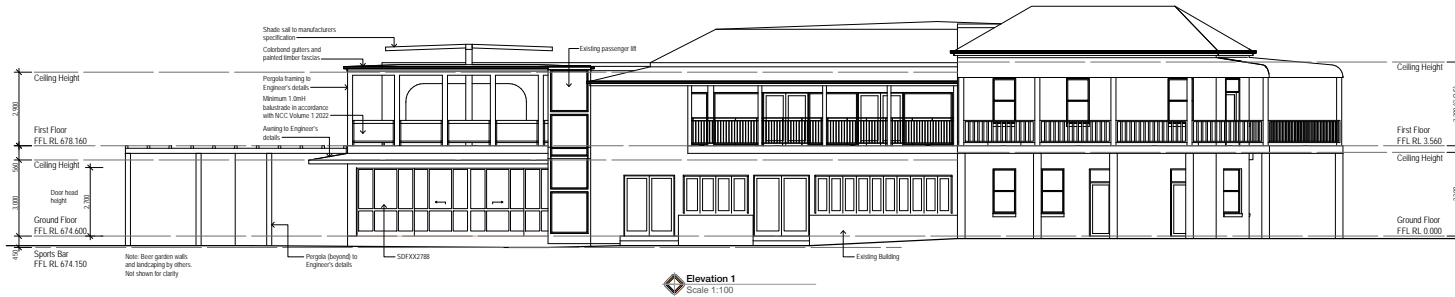 Shade sail to manufacturers
specification
Colorbond gutters and
painted timber fascias
Existing passenger lift
Ceiling Height
Ceiling Height
Pergola framing to
Engineer's details
Minimum 1.0mH
balustrade in accordance
with NCC Volume 1 2022
2,900
First Floor
FFL RL 678.160
First Floor
FFL RL 3.560
Awning to Engineer's
details
560
Ceiling Height
Ceiling Height
Door head
height
2,700
3,000
Ground Floor
FFL RL 674.600
Ground Floor
FFL RL 0.000
450
Sports Bar
FFL RL 674.150
Note: Beer garden walls
and landscaping by others.
Not shown for clarity
Pergola (beyond) to
Engineer's details
SDFXX2788
Existing Building
Elevation 1
Scale 1:100